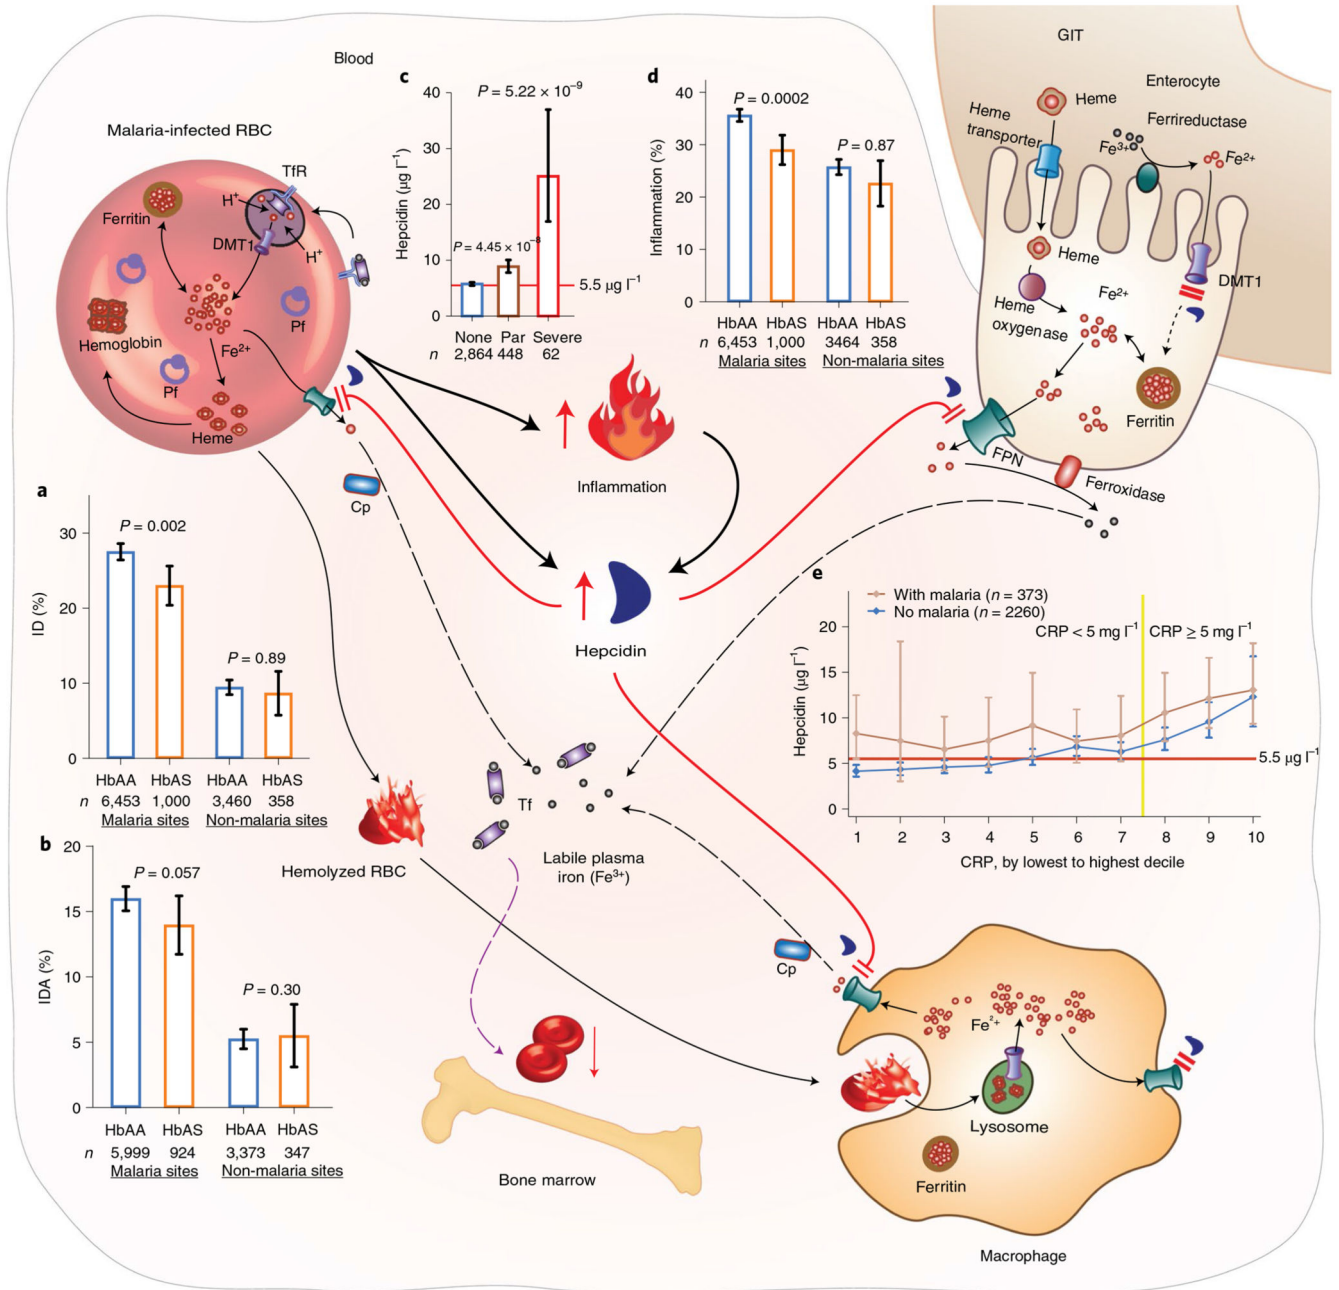 Blood
Malaria-infected RBC
TfR
H⁺
Ferritin
DMT1
H⁺
Pf
Hemoglobin
Fe²⁺
Pf
Heme
Cp
c
P = 5.22 × 10⁻⁹
40
30
20
10
0
Hepcidin (μg l⁻¹)
P = 4.45 × 10⁻⁸
5.5 μg l⁻¹
None Par Severe
n 2,864 448 62
d
P = 0.0002
P = 0.87
40
30
20
10
0
Inflammation (%)
HbAA HbAS HbAA HbAS
n 6,453 1,000 3464 358
Malaria sites Non-malaria sites
GIT
Enterocyte
Heme
Heme
transporter
Ferrireductase
Fe³⁺
Fe²⁺
Heme
DMT1
Fe²⁺
Heme
oxygenase
Ferritin
FPN
Ferroxidase
Inflammation
Hepcidin
a
P = 0.002
P = 0.89
30
20
10
0
ID (%)
HbAA HbAS HbAA HbAS
n 6,453 1,000 3,460 358
Malaria sites Non-malaria sites
b
P = 0.057
P = 0.30
20
15
10
5
0
IDA (%)
HbAA HbAS HbAA HbAS
n 5,999 924 3,373 347
Malaria sites Non-malaria sites
e
With malaria (n = 373)
No malaria (n = 2260)
CRP < 5 mg l⁻¹ CRP ≥ 5 mg l⁻¹
20
15
10
5
0
Hepcidin (μg l⁻¹)
5.5 μg l⁻¹
1 2 3 4 5 6 7 8 9 10
CRP, by lowest to highest decile
Tf
Labile plasma
iron (Fe³⁺)
Hemolyzed RBC
Cp
Bone marrow
Fe²⁺
Lysosome
Ferritin
Macrophage